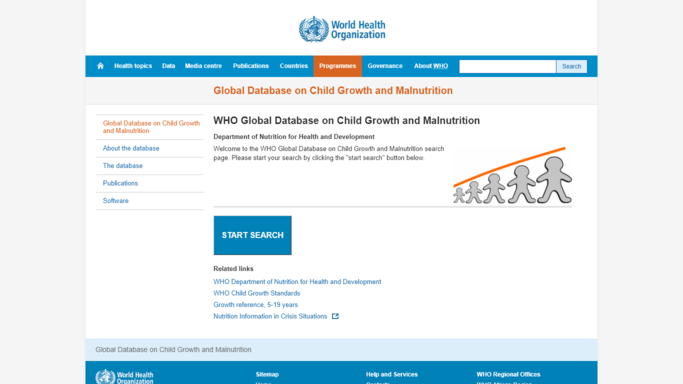 World Health
Organization
Health topics Data Media centre Publications Countries Programmes Governance About WHO Search
Global Database on Child Growth and Malnutrition
Global Database on Child Growth
and Malnutrition
About the database
The database
Publications
Software
WHO Global Database on Child Growth and Malnutrition
Department of Nutrition for Health and Development
Welcome to the WHO Global Database on Child Growth and Malnutrition search
page. Please start your search by clicking the "start search" button below.
START SEARCH
Related links
WHO Department of Nutrition for Health and Development
WHO Child Growth Standards
Growth reference, 5-19 years
Nutrition Information in Crisis Situations
Global Database on Child Growth and Malnutrition
World Health
Organization
Sitemap
Help and Services
WHO Regional Offices